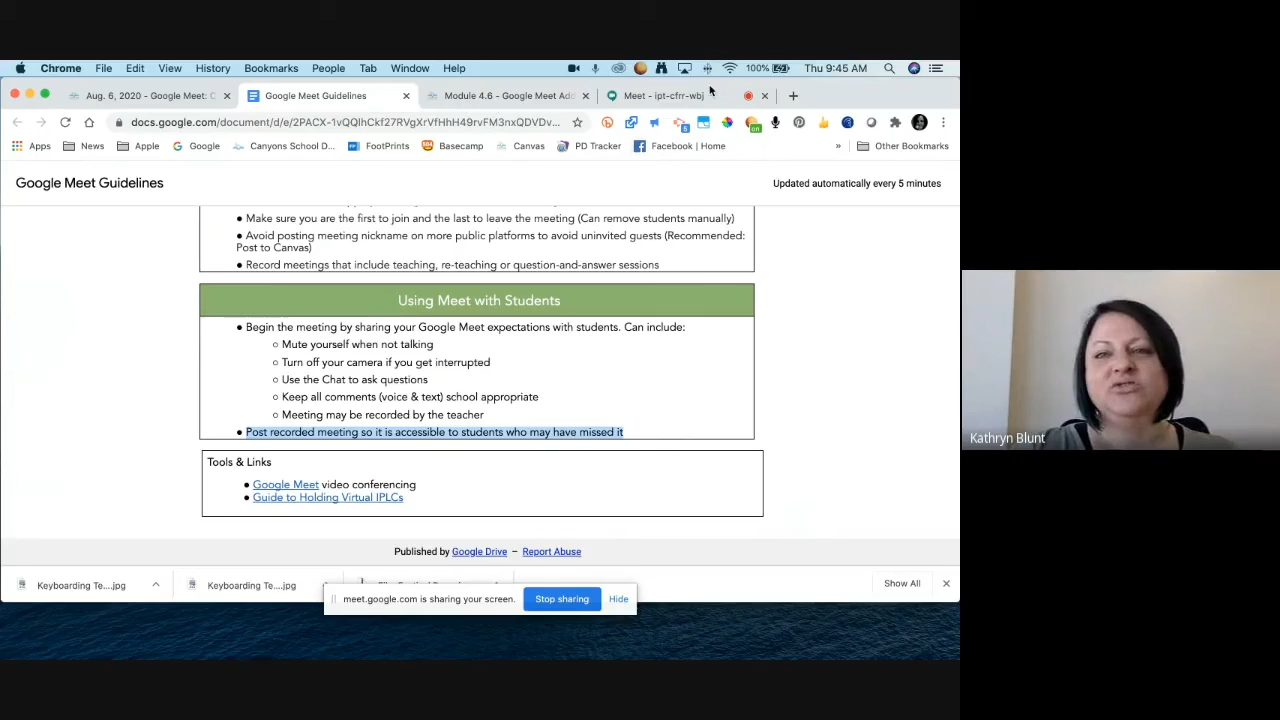 Chrome File Edit View History Bookmarks People Tab Window Help 100% Thu 9:45 AM
Aug. 6, 2020 - Google Meet: C Google Meet Guidelines Module 4.6 - Google Meet Add Meet - ipt-cfrr-wbj
docs.google.com/document/d/e/2PACX-1vQQlhCkf27RVgXrVfHhH49rvFM3nxQDVDv...
Apps News Apple Google Canyons School D... FootPrints Basecamp Canvas PD Tracker Facebook | Home » Other Bookmarks
Google Meet Guidelines Updated automatically every 5 minutes
● Make sure you are the first to join and the last to leave the meeting (Can remove students manually)
● Avoid posting meeting nickname on more public platforms to avoid uninvited guests (Recommended:
Post to Canvas)
● Record meetings that include teaching, re-teaching or question-and-answer sessions
Using Meet with Students
● Begin the meeting by sharing your Google Meet expectations with students. Can include:
○ Mute yourself when not talking
○ Turn off your camera if you get interrupted
○ Use the Chat to ask questions
○ Keep all comments (voice & text) school appropriate
○ Meeting may be recorded by the teacher
● Post recorded meeting so it is accessible to students who may have missed it
Kathryn Blunt
Tools & Links
● Google Meet video conferencing
● Guide to Holding Virtual IPLCs
Published by Google Drive – Report Abuse
Keyboarding Te....jpg Keyboarding Te....jpg Show All
meet.google.com is sharing your screen. Stop sharing Hide